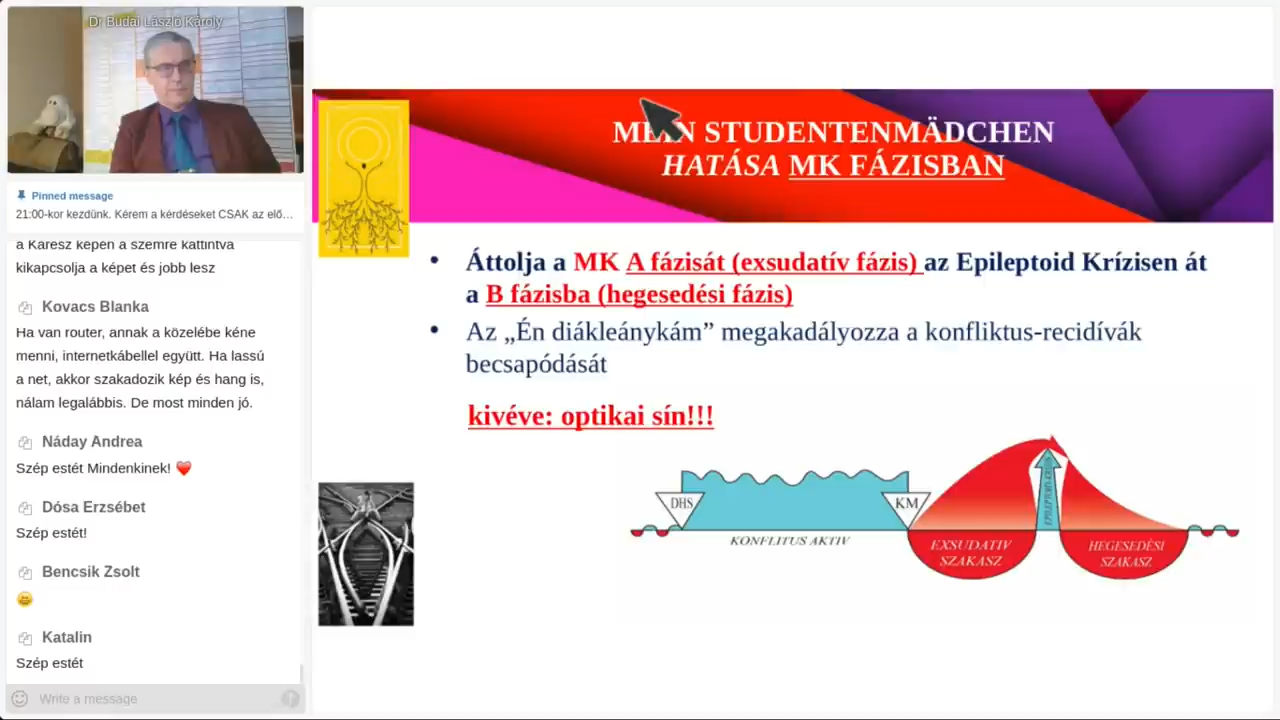 Dr Budai László Károly
Pinned message
21:00-kor kezdünk. Kérem a kérdéseket CSAK az elő…
a Karesz képen a szemre kattintva
kikapcsolja a képet és jobb lesz
Kovacs Blanka
Ha van router, annak a közelébe kéne
menni, internetkábellel együtt. Ha lassú
a net, akkor szakadozik kép és hang is,
nálam legalábbis. De most minden jó.
Náday Andrea
Szép estét Mindenkinek! ❤️
Dósa Erzsébet
Szép estét!
Bencsik Zsolt
Katalin
Szép estét
Write a message
MEIN STUDENTENMÄDCHEN
HATÁSA MK FÁZISBAN
• Áttolja a MK A fázisát (exsudatív fázis) az Epileptoid Krízisen át
a B fázisba (hegesedési fázis)
• Az „Én diákleánykám” megakadályozza a konfliktus-recidívák
becsapódását
kivéve: optikai sín!!!
DHS
KM
KONFLITUS AKTIV
EXSUDATIV
SZAKASZ
HEGESEDÉSI
SZAKASZ